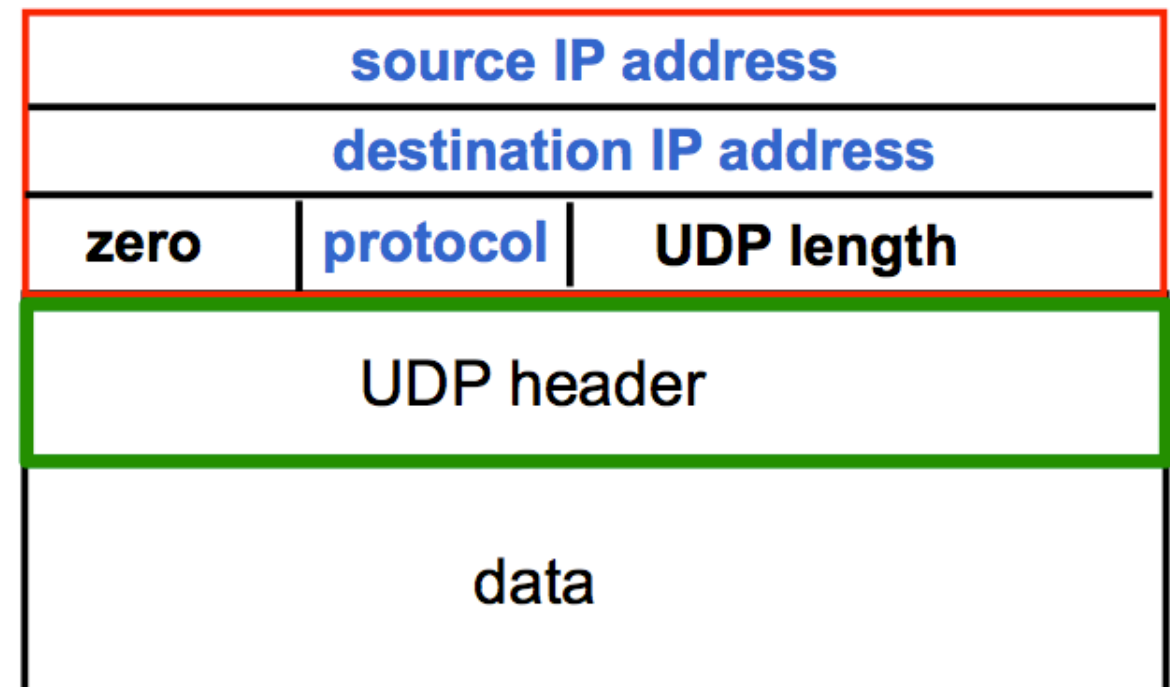 source IP address
destination IP address
zero protocol UDP length
UDP header
data